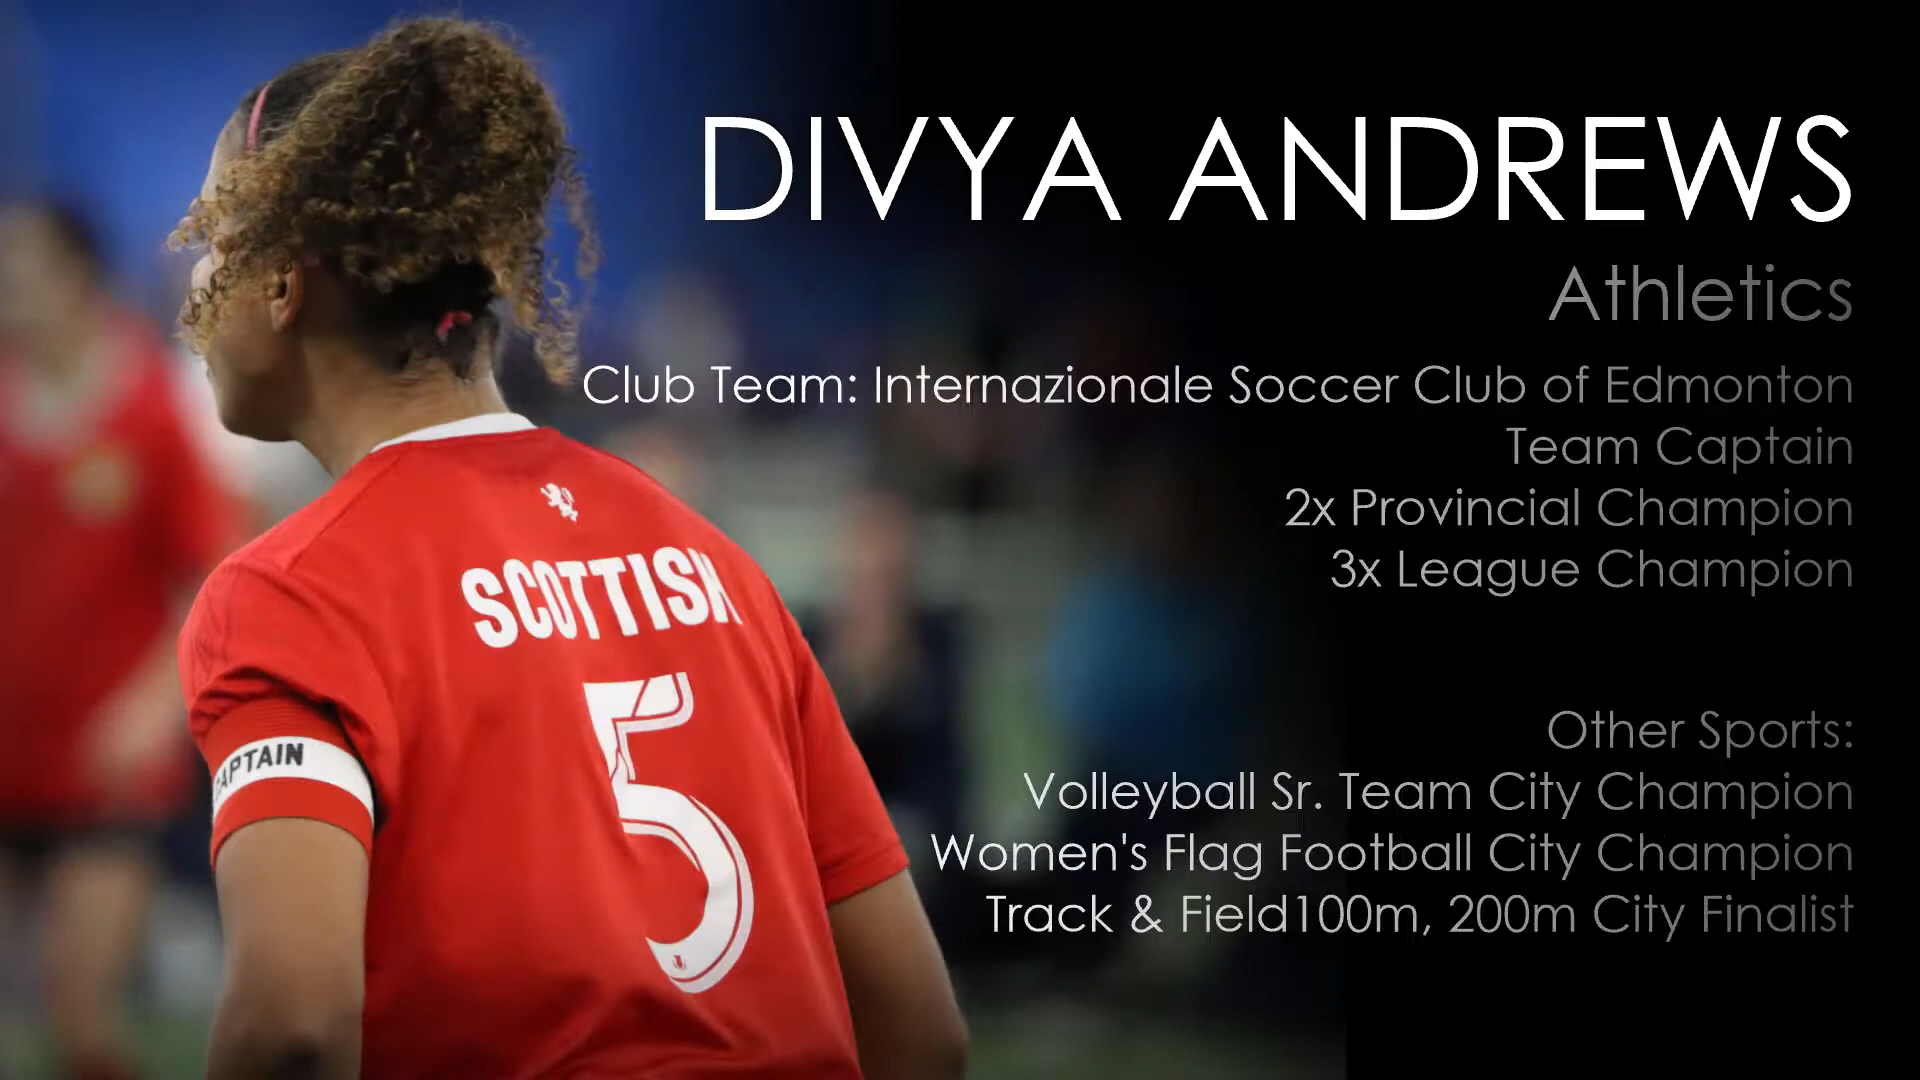 DIVYA ANDREWS
Athletics
Club Team: Internazionale Soccer Club of Edmonton
Team Captain
2x Provincial Champion
3x League Champion
Other Sports:
Volleyball Sr. Team City Champion
Women's Flag Football City Champion
Track & Field100m, 200m City Finalist
SCOTTISH
5
CAPTAIN